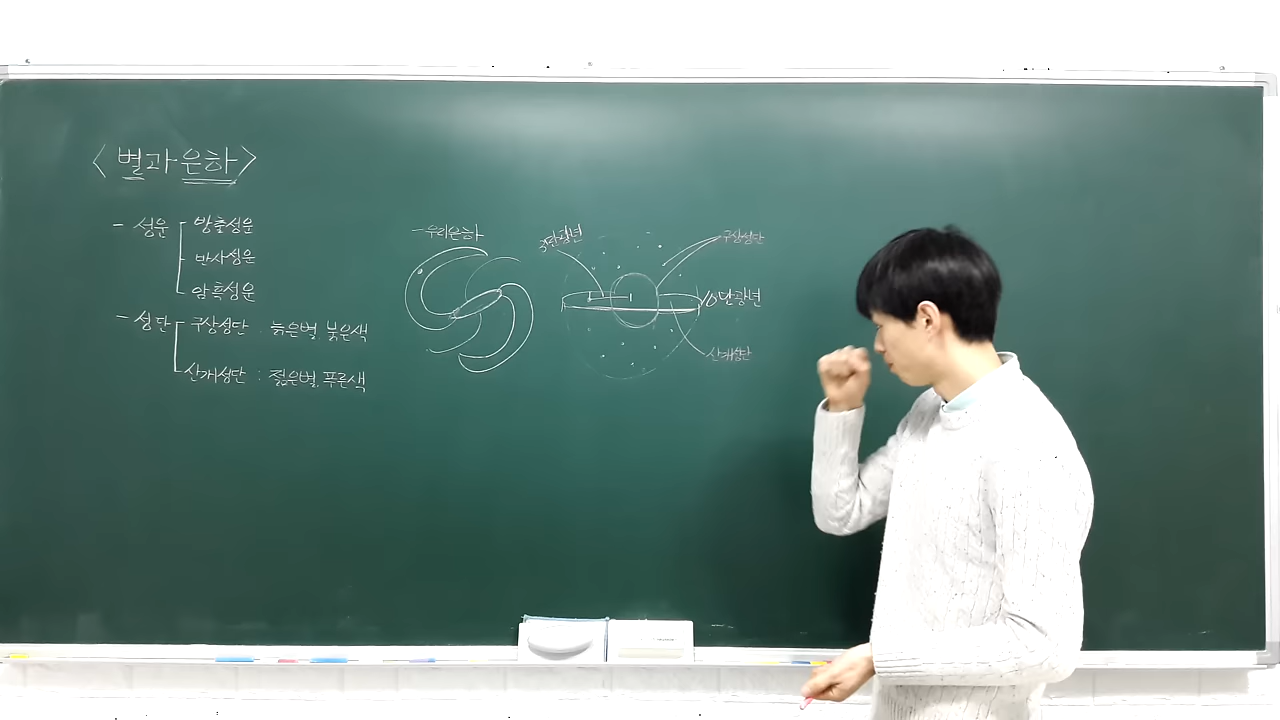 <별과 은하>
- 성운 - 방출성운
- 반사성운
- 암흑성운
- 성단 - 구상성단 : 늙은별, 붉은색
- 산개성단 : 젊은별, 푸른색
- 우리은하
3만광년
구상성단
10만광년
산개성단